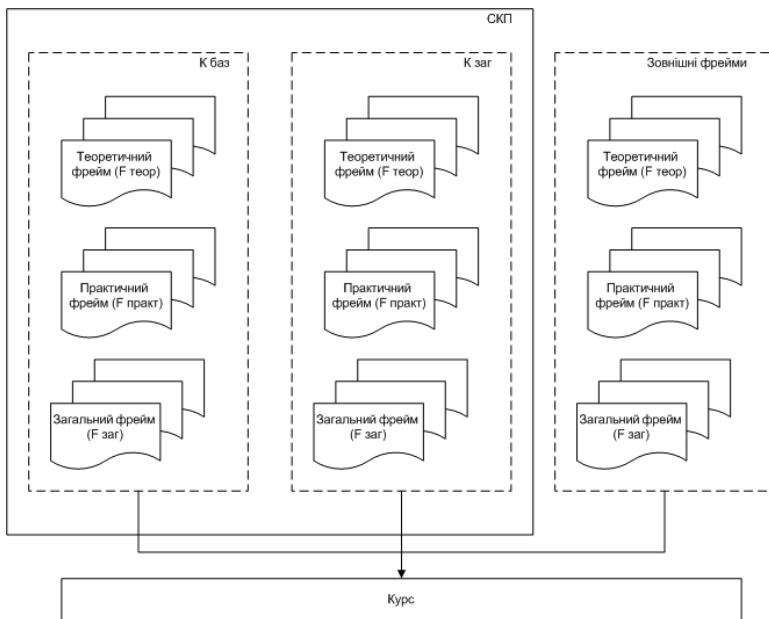 СКП
К баз
К заг
Зовнішні фрейми
Теоретичний
фрейм (F теор)
Теоретичний
фрейм (F теор)
Теоретичний
фрейм (F теор)
Практичний
фрейм (F практ)
Практичний
фрейм (F практ)
Практичний
фрейм (F практ)
Загальний фрейм
(F заг)
Загальний фрейм
(F заг)
Загальний фрейм
(F заг)
Курс